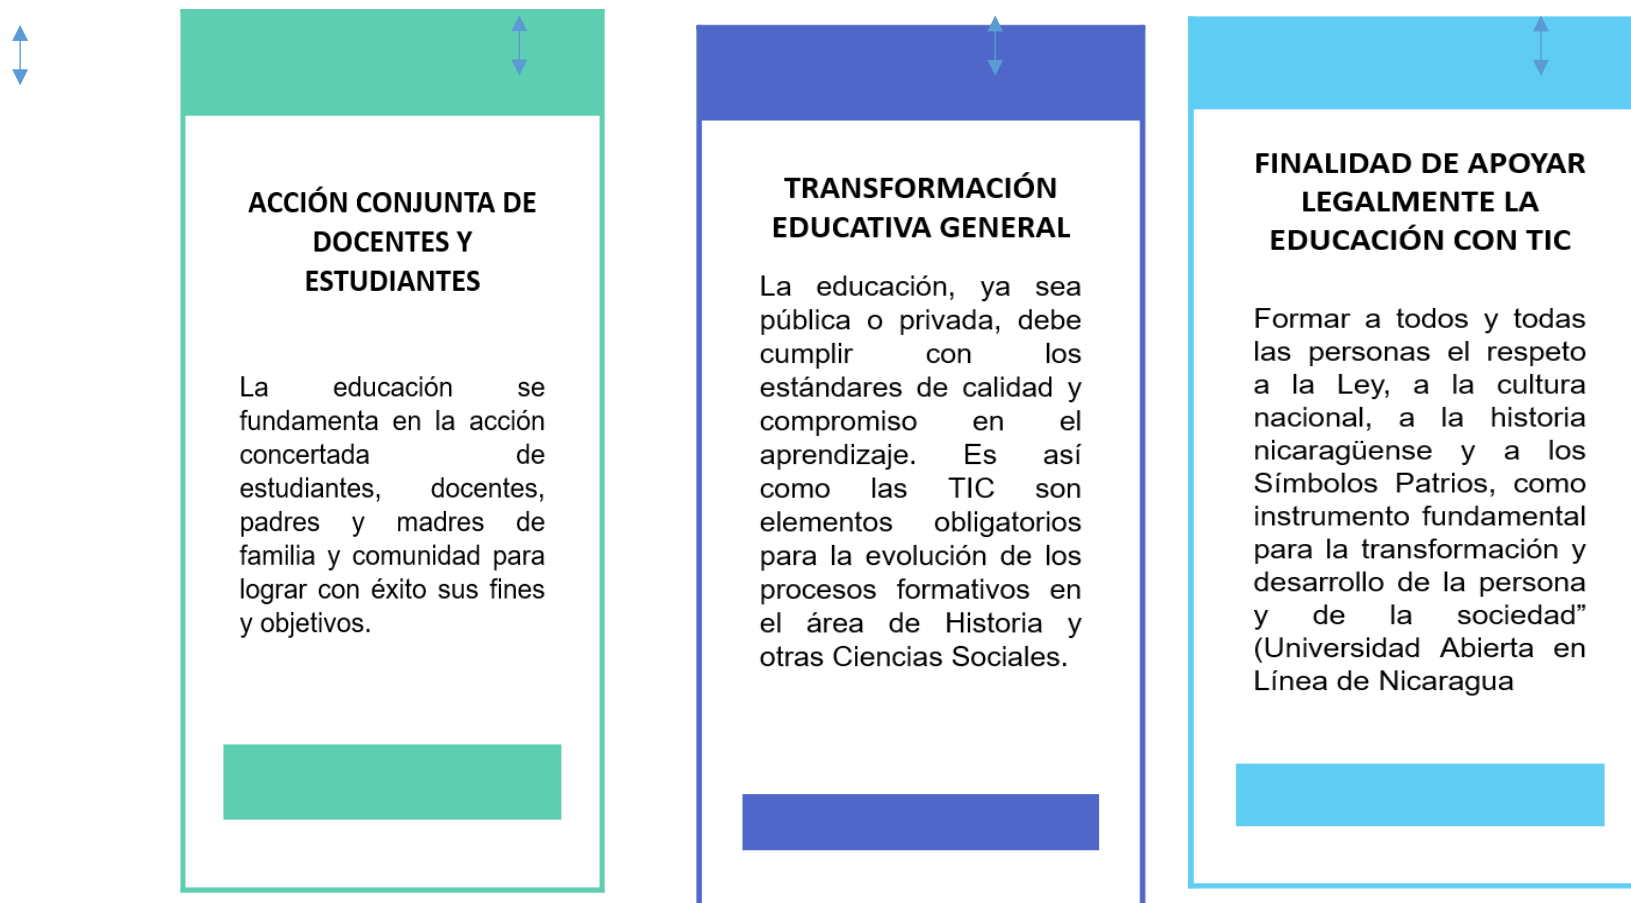 ACCIÓN CONJUNTA DE
DOCENTES Y
ESTUDIANTES
La educación se
fundamenta en la acción
concertada de
estudiantes, docentes,
padres y madres de
familia y comunidad para
lograr con éxito sus fines
y objetivos.
TRANSFORMACIÓN
EDUCATIVA GENERAL
La educación, ya sea
pública o privada, debe
cumplir con los
estándares de calidad y
compromiso en el
aprendizaje. Es así
como las TIC son
elementos obligatorios
para la evolución de los
procesos formativos en
el área de Historia y
otras Ciencias Sociales.
FINALIDAD DE APOYAR
LEGALMENTE LA
EDUCACIÓN CON TIC
Formar a todos y todas
las personas el respeto
a la Ley, a la cultura
nacional, a la historia
nicaragüense y a los
Símbolos Patrios, como
instrumento fundamental
para la transformación y
desarrollo de la persona
y de la sociedad”
(Universidad Abierta en
Línea de Nicaragua